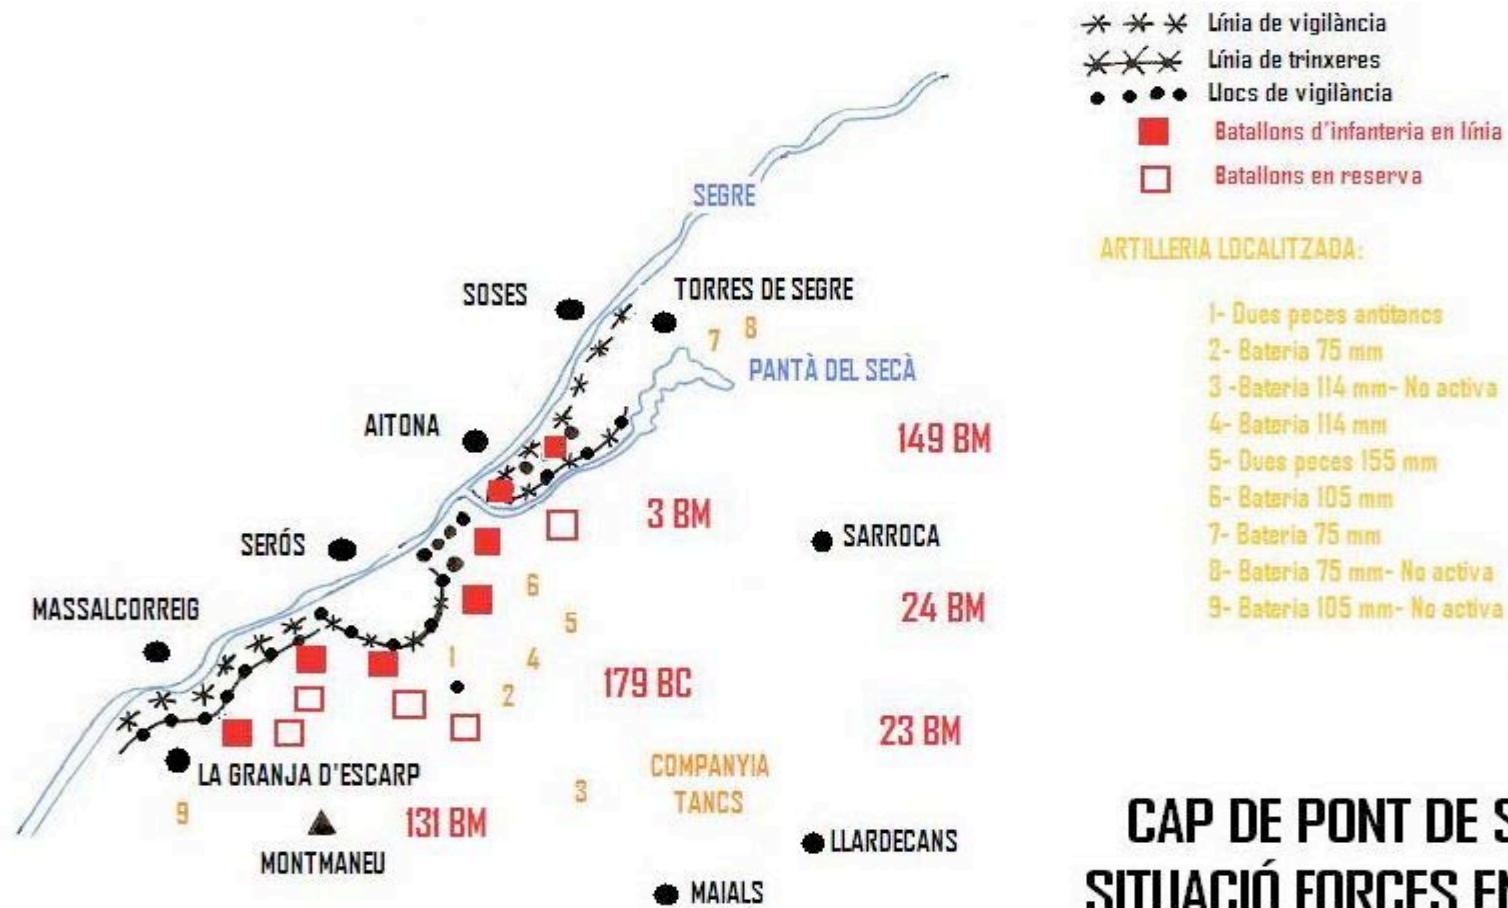 Línia de vigilància
Línia de trinxeres
Llocs de vigilància
Batallons d'infanteria en línia
Batallons en reserva
ARTILLERIA LOCALITZADA:
1- Dues peces antitancs
2- Bateria 75 mm
3 -Bateria 114 mm- No activa
4- Bateria 114 mm
5- Dues peces 155 mm
6- Bateria 105 mm
7- Bateria 75 mm
8- Bateria 75 mm- No activa
9- Bateria 105 mm- No activa
SEGRE
SOSES
TORRES DE SEGRE
7
8
PANTÀ DEL SECÀ
AITONA
149 BM
3 BM
SARROCA
SERÓS
6
MASSALCORREIG
24 BM
5
1
4
2
179 BC
23 BM
COMPANYIA
TANCS
LA GRANJA D'ESCARP
3
9
131 BM
MONTMANEU
LLARDECANS
MAIALS
CAP DE PONT DE S
SITUACIÓ FORCES EN